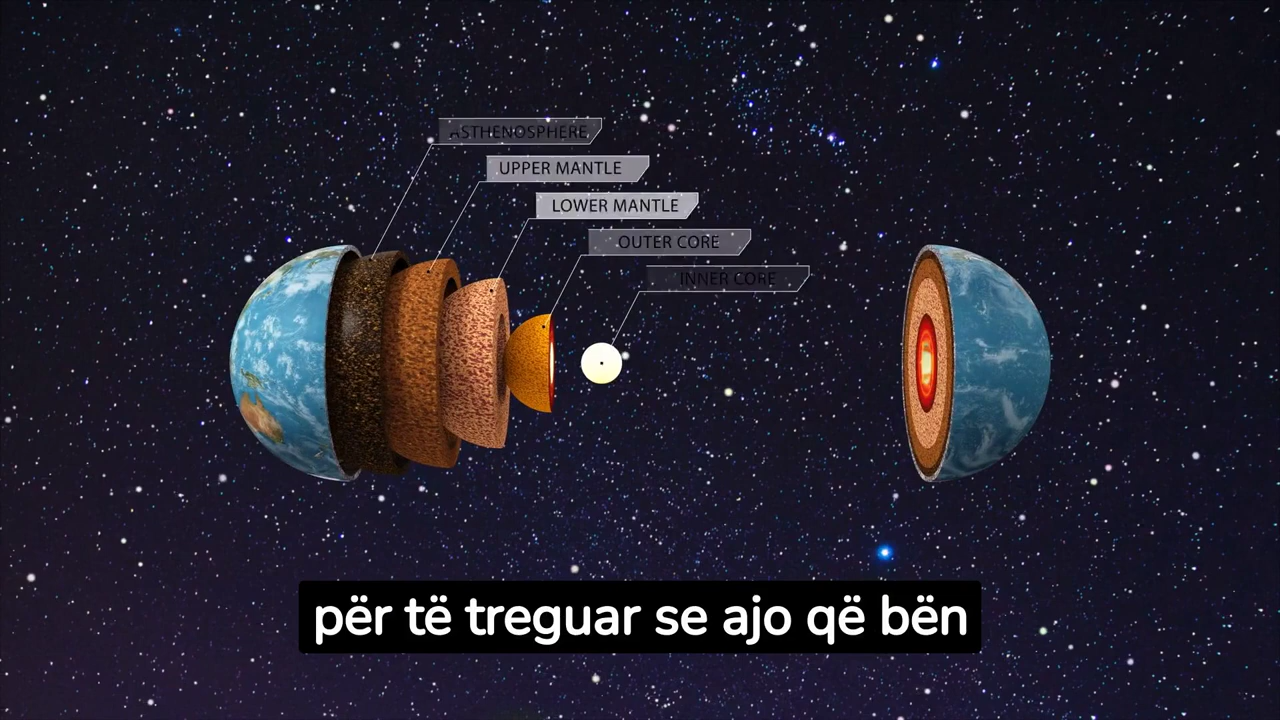 ASTHENOSPHERE
UPPER MANTLE
LOWER MANTLE
OUTER CORE
INNER CORE
për të treguar se ajo që bën